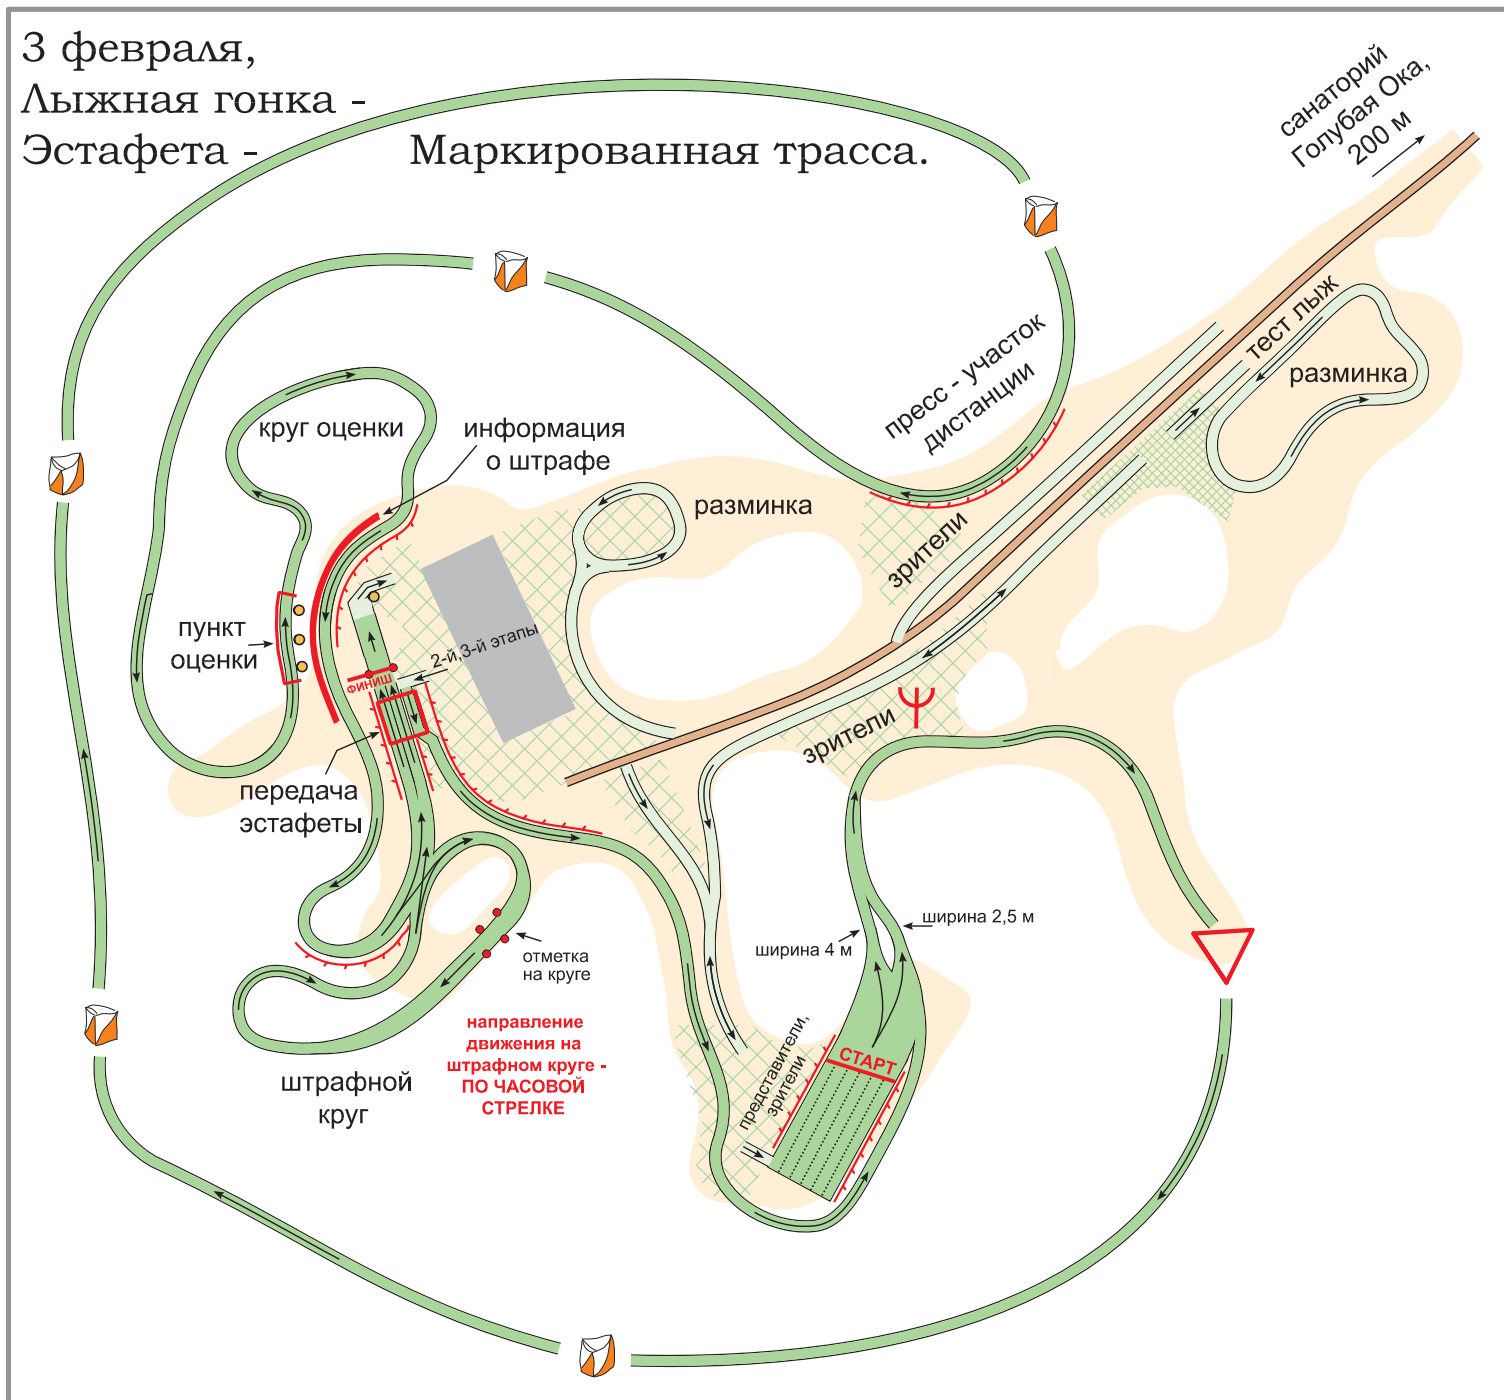 3 февраля,
Лыжная гонка -
Эстафета -
Маркированная трасса.
санаторий
Голубая Ока,
200 м
тест лыж
разминка
пресс - участок
дистанции
круг оценки
информация
о штрафе
разминка
зрители
пункт
оценки
2-й,3-й этапы
ФИНИШ
зрители
передача
эстафеты
ширина 2,5 м
ширина 4 м
отметка
на круге
направление
движения на
штрафном круге -
ПО ЧАСОВОЙ
СТРЕЛКЕ
штрафной
круг
представители,
зрители
СТАРТ